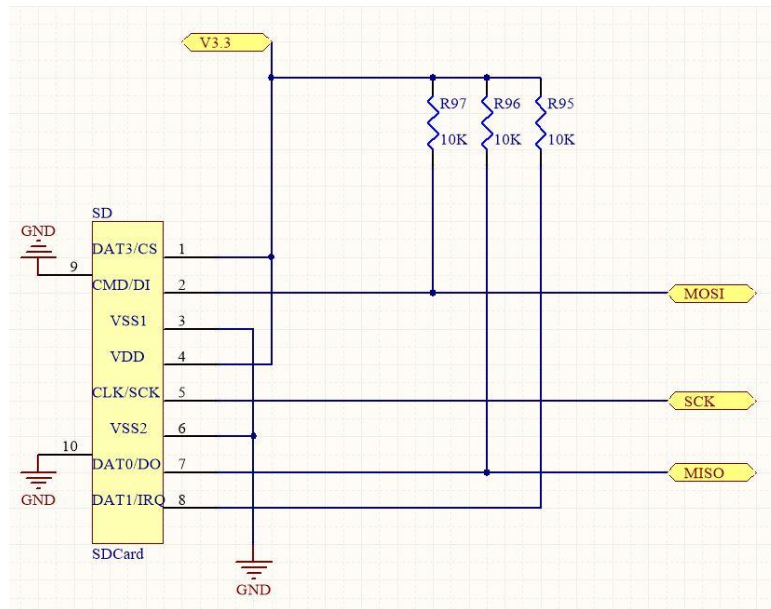 V3.3
R97
R96
R95
10K
10K
10K
SD
GND
DAT3/CS
1
9
CMD/DI
2
MOSI
VSS1
3
VDD
4
CLK/SCK
5
SCK
VSS2
6
10
DAT0/DO
7
MISO
GND
DAT1/IRQ
8
SDCard
GND